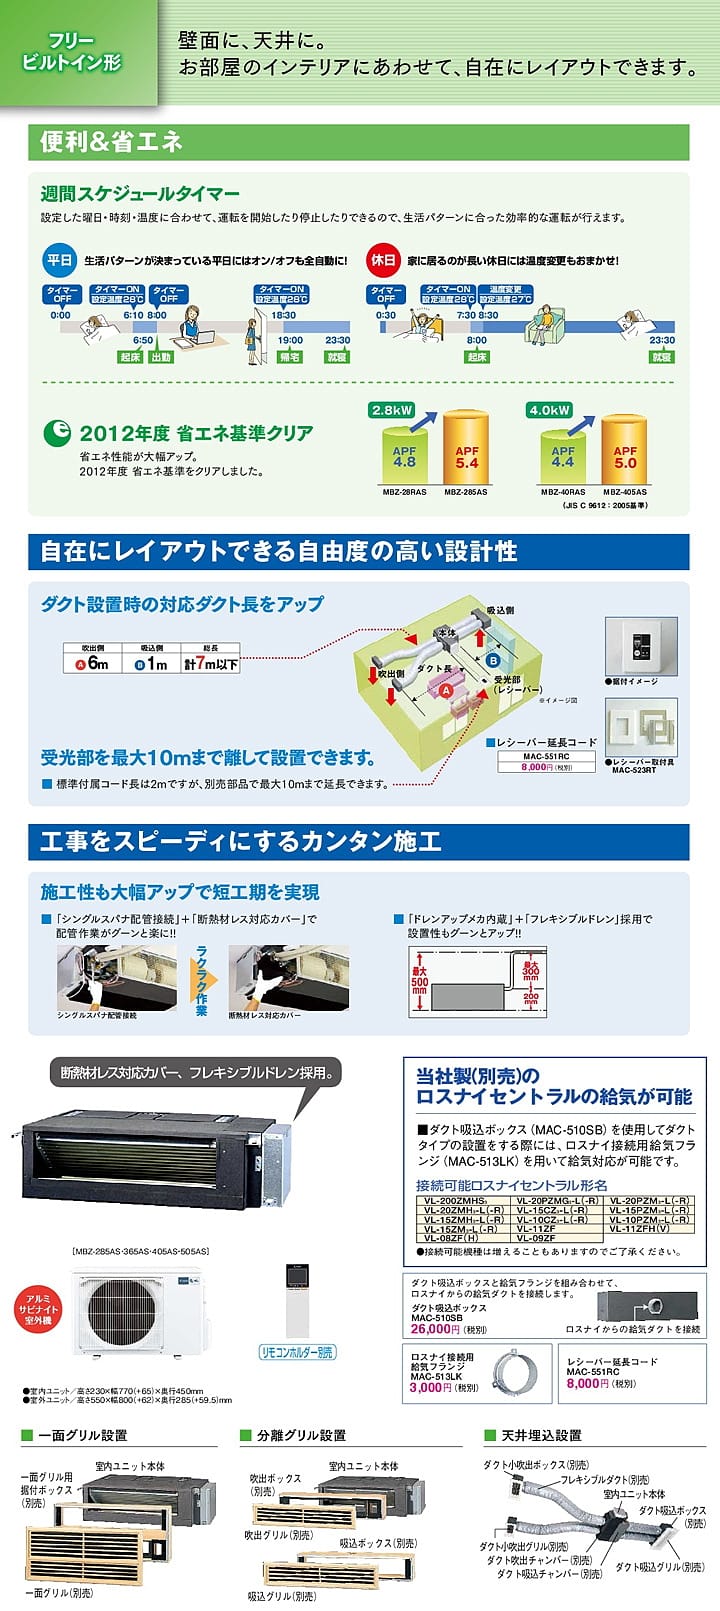 フリー
ビルトイン形
壁面に、天井に。
お部屋のインテリアにあわせて、自在にレイアウトできます。
便利&省エネ
週間スケジュールタイマー
設定した曜日・時刻・温度に合わせて、運転を開始したり停止したりできるので、生活パターンに合った効率的な運転が行えます。
平日 生活パターンが決まっている平日にはオン/オフも全自動に!
タイマーOFF
0:00
タイマーON
設定温度28℃
6:10
タイマーOFF
8:00
タイマーON
設定温度28℃
18:30
6:50
起床
出勤
19:00
帰宅
23:30
就寝
休日 家に居るのが長い休日には温度変更もおまかせ!
タイマーOFF
0:30
タイマーON
設定温度28℃
7:30
温度変更
設定温度27℃
8:30
8:00
起床
23:30
就寝
2012年度 省エネ基準クリア
省エネ性能が大幅アップ。
2012年度 省エネ基準をクリアしました。
2.8kW
APF
4.8
APF
5.4
MBZ-28RAS MBZ-285AS
4.0kW
APF
4.4
APF
5.0
MBZ-40RAS MBZ-405AS
(JIS C 9612:2005基準)
自在にレイアウトできる自由度の高い設計性
ダクト設置時の対応ダクト長をアップ
吹出側 吸込側 総長
A6m B1m 計7m以下
吸込側
本体
ダクト長
吹出側
A
B
受光部
(レシーバー)
※イメージ図
●据付イメージ
●レシーバー取付具
MAC-523RT
■レシーバー延長コード
MAC-551RC
8,000円(税別)
受光部を最大10mまで離して設置できます。
■ 標準付属コード長は2mですが、別売部品で最大10mまで延長できます。
工事をスピーディにするカンタン施工
施工性も大幅アップで短工期を実現
■「シングルスパナ配管接続」+「断熱材レス対応カバー」で
配管作業がグーンと楽に!!
シングルスパナ配管接続
ラクラク作業
断熱材レス対応カバー
■「ドレンアップメカ内蔵」+「フレキシブルドレン」採用で
設置性もグーンとアップ!!
最大
500
mm
最大
300
mm
200
mm
断熱材レス対応カバー、フレキシブルドレン採用。
[MBZ-285AS・365AS・405AS・505AS]
アルミ
サビナイト
室外機
リモコンホルダー別売
●室内ユニット/高さ230×幅770(+65)×奥行450mm
●室外ユニット/高さ550×幅800(+62)×奥行285(+59.5)mm
当社製(別売)の
ロスナイセントラルの給気が可能
■ダクト吸込ボックス(MAC-510SB)を使用してダクト
タイプの設置をする際には、ロスナイ接続用給気フラ
ンジ(MAC-513LK)を用いて給気対応が可能です。
接続可能ロスナイセントラル形名
VL-11ZF
VL-11ZFH(V)
VL-08ZF(H) VL-09ZF
●接続可能機種は増えることもありますのでご了承ください。
ダクト吸込ボックスと給気フランジを組み合わせて、
ロスナイからの給気ダクトを接続します。
ダクト吸込ボックス
MAC-510SB
26,000円(税別)
ロスナイからの給気ダクトを接続
ロスナイ接続用
給気フランジ
MAC-513LK
3,000円(税別)
レシーバー延長コード
MAC-551RC
8,000円(税別)
■ 一面グリル設置
室内ユニット本体
一面グリル用
据付ボックス
(別売)
一面グリル(別売)
■ 分離グリル設置
室内ユニット本体
吹出ボックス
(別売)
吹出グリル(別売)
吸込ボックス(別売)
吸込グリル(別売)
■ 天井埋込設置
ダクト小吹出ボックス(別売)
フレキシブルダクト(別売)
室内ユニット本体
ダクト吸込ボックス
(別売)
ダクト小吹出グリル(別売)
ダクト吹出チャンバー(別売)
ダクト吸込チャンバー(別売)
ダクト吸込グリル(別売)